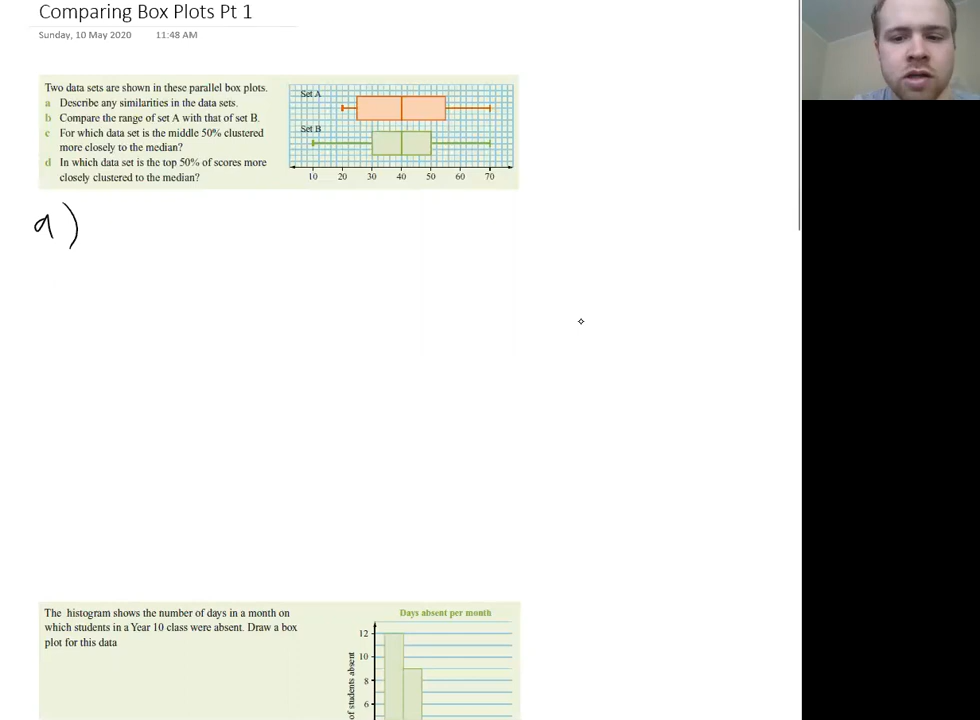 Comparing Box Plots Pt 1
Sunday, 10 May 2020 11:48 AM
Two data sets are shown in these parallel box plots.
a Describe any similarities in the data sets.
b Compare the range of set A with that of set B.
c For which data set is the middle 50% clustered
more closely to the median?
d In which data set is the top 50% of scores more
closely clustered to the median?
Set A
Set B
10 20 30 40 50 60 70
a)
The histogram shows the number of days in a month on
which students in a Year 10 class were absent. Draw a box
plot for this data
Days absent per month
12
10
8
6
of students absent